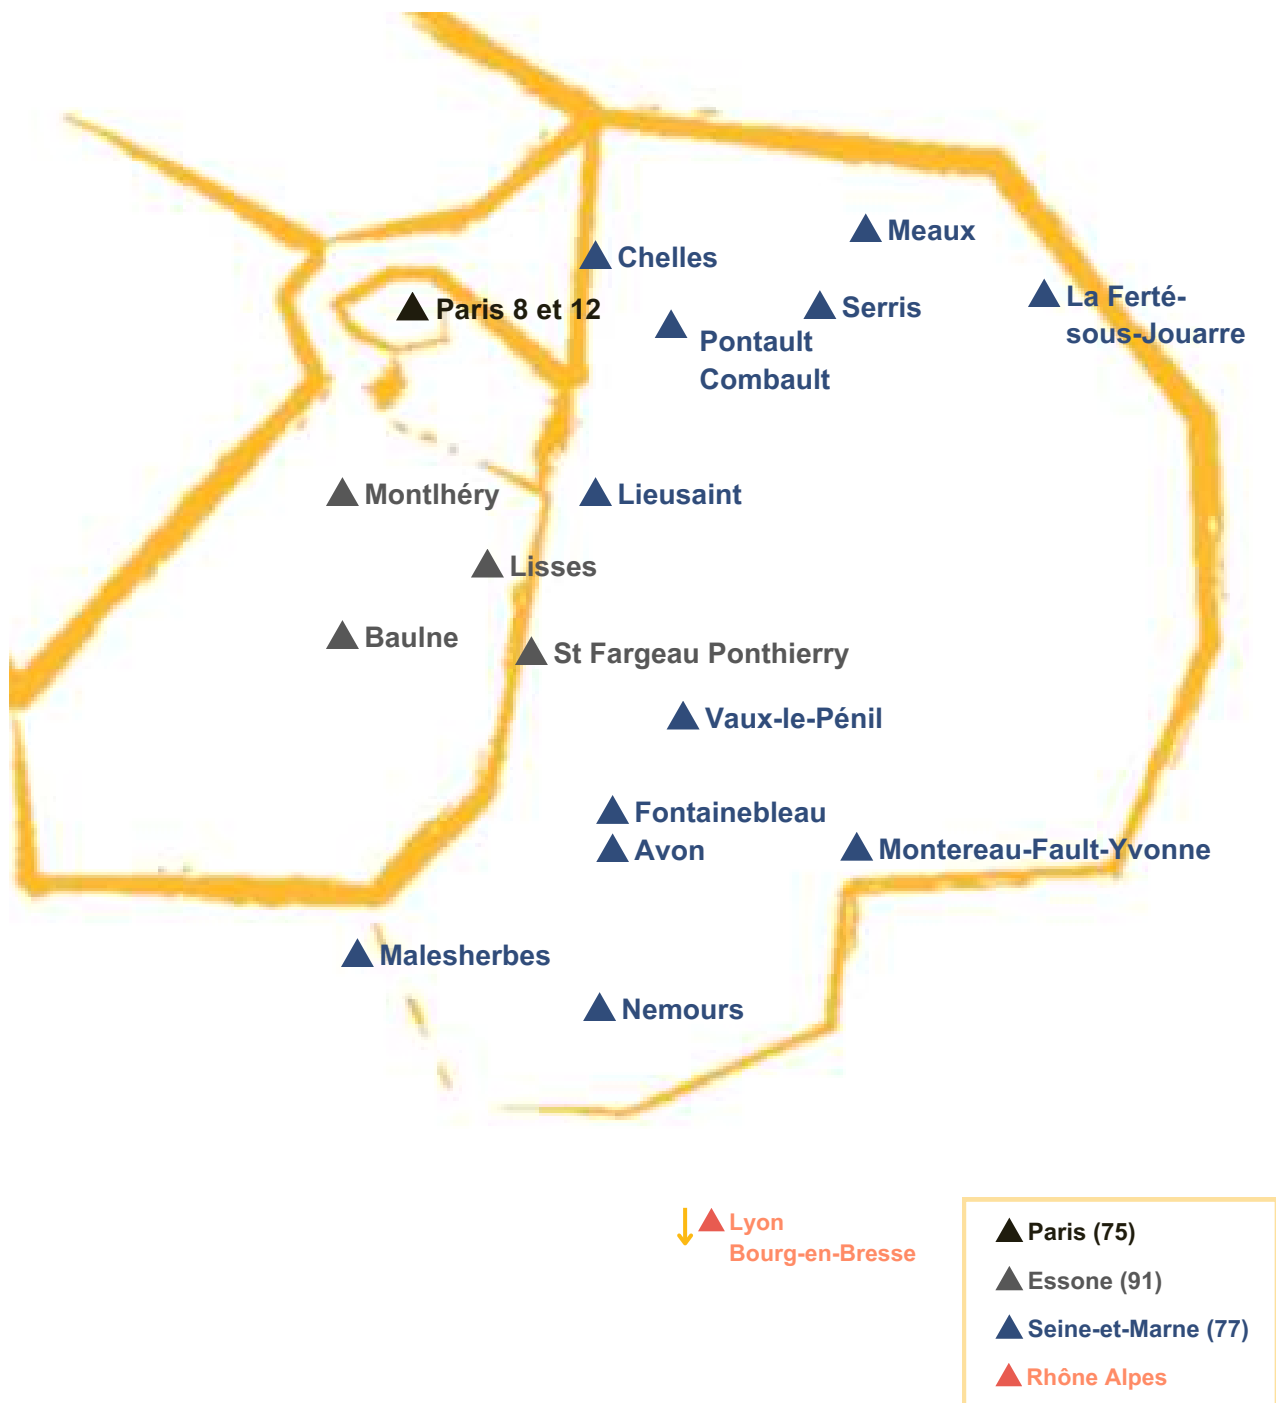 Meaux
Chelles
La Ferté-
sous-Jouarre
Paris 8 et 12
Serris
Pontault
Combault
Montlhéry
Lieusaint
Lisses
Baulne
St Fargeau Ponthierry
Vaux-le-Pénil
Fontainebleau
Avon
Montereau-Fault-Yvonne
Malesherbes
Nemours
Lyon
Bourg-en-Bresse
Paris (75)
Essone (91)
Seine-et-Marne (77)
Rhône Alpes